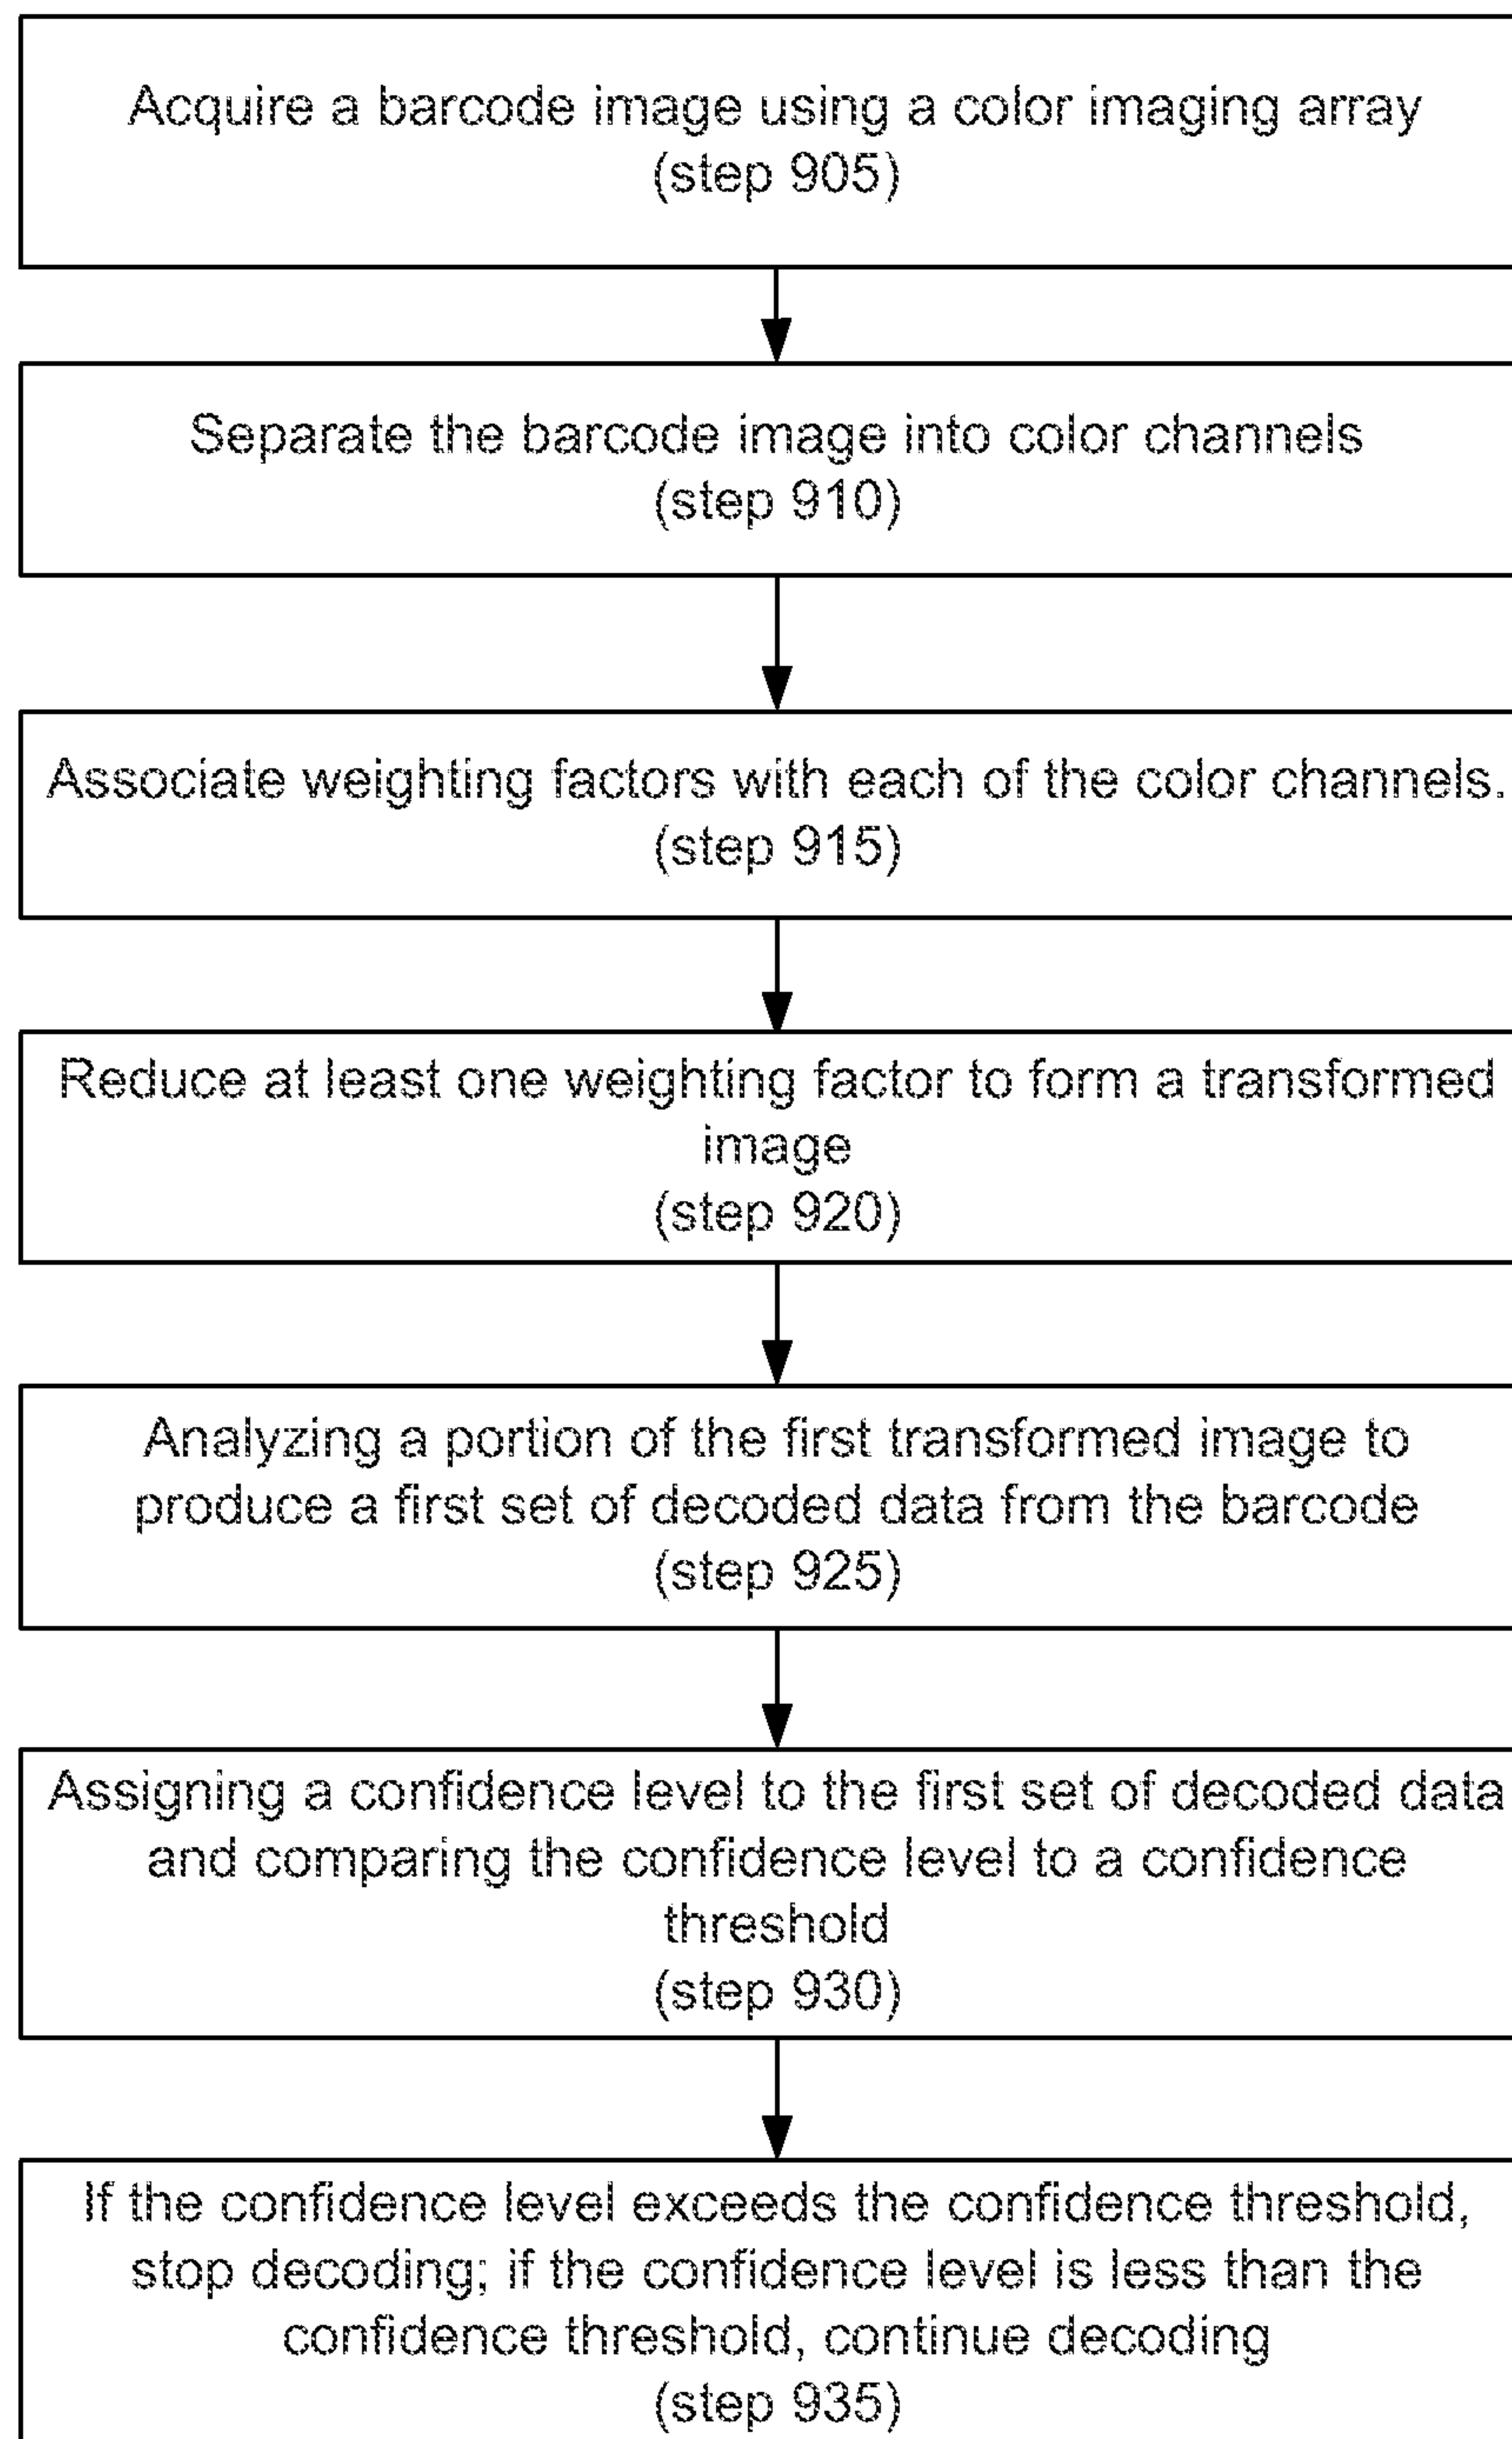 Acquire a barcode image using a color imaging array
(step 905)
Separate the barcode image into color channels
(step 910)
Associate weighting factors with each of the color channels.
(step 915)
Reduce at least one weighting factor to form a transformed
image
(step 920)
Analyzing a portion of the first transformed image to
produce a first set of decoded data from the barcode
(step 925)
Assigning a confidence level to the first set of decoded data
and comparing the confidence level to a confidence
threshold
(step 930)
If the confidence level exceeds the confidence threshold,
stop decoding; if the confidence level is less than the
confidence threshold, continue decoding
(step 935)